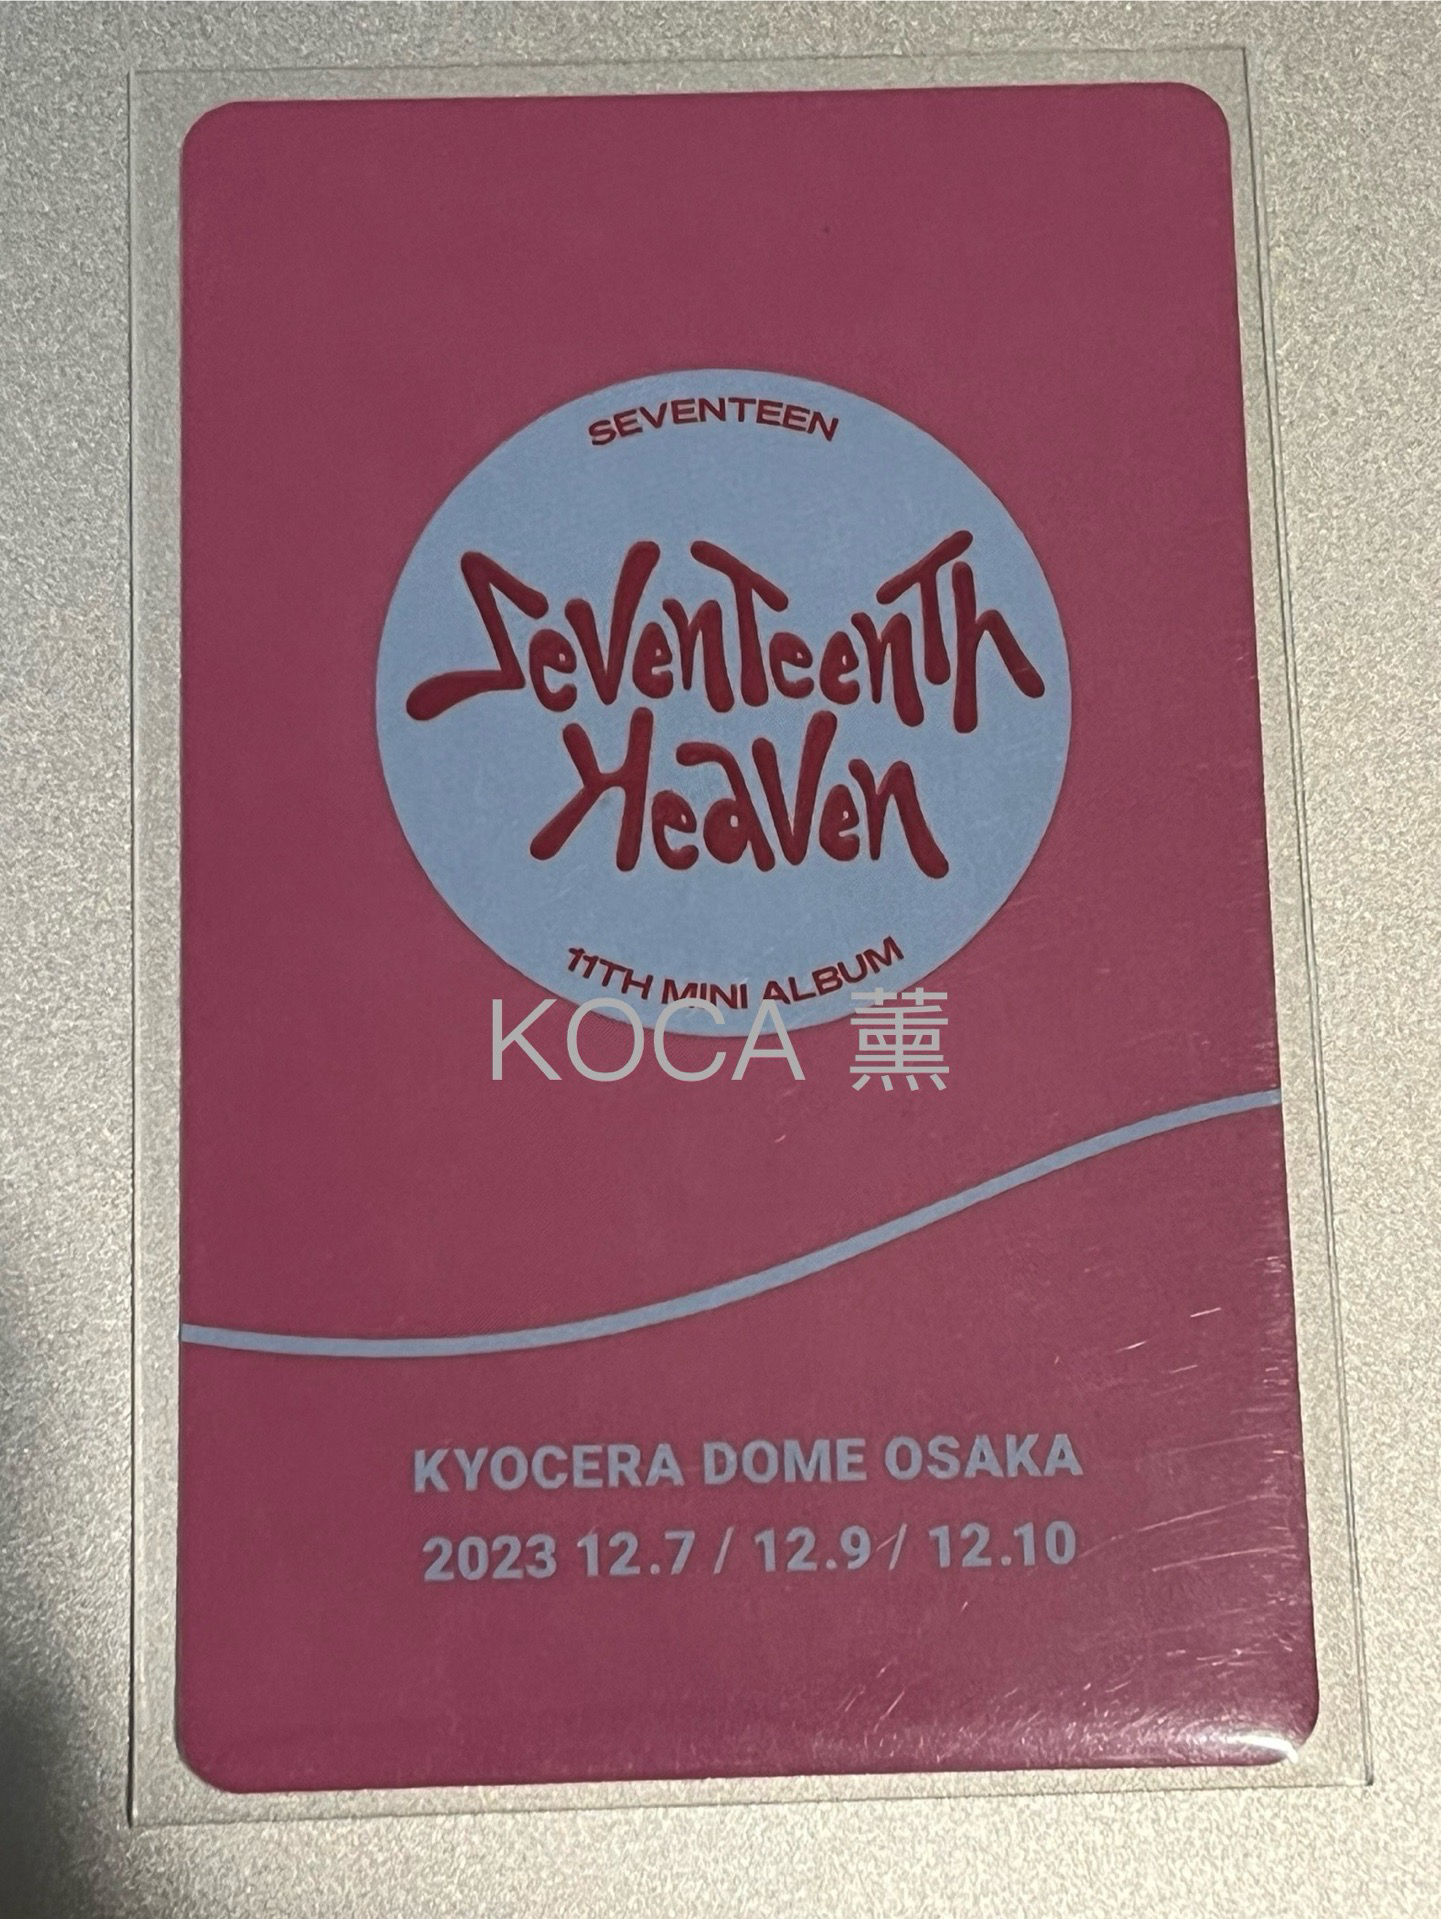 SEVENTEEN
SevenTeenTh
Heaven
11TH MINI ALBUM
KOCA 薫
KYOCERA DOME OSAKA
2023 12.7 / 12.9 / 12.10